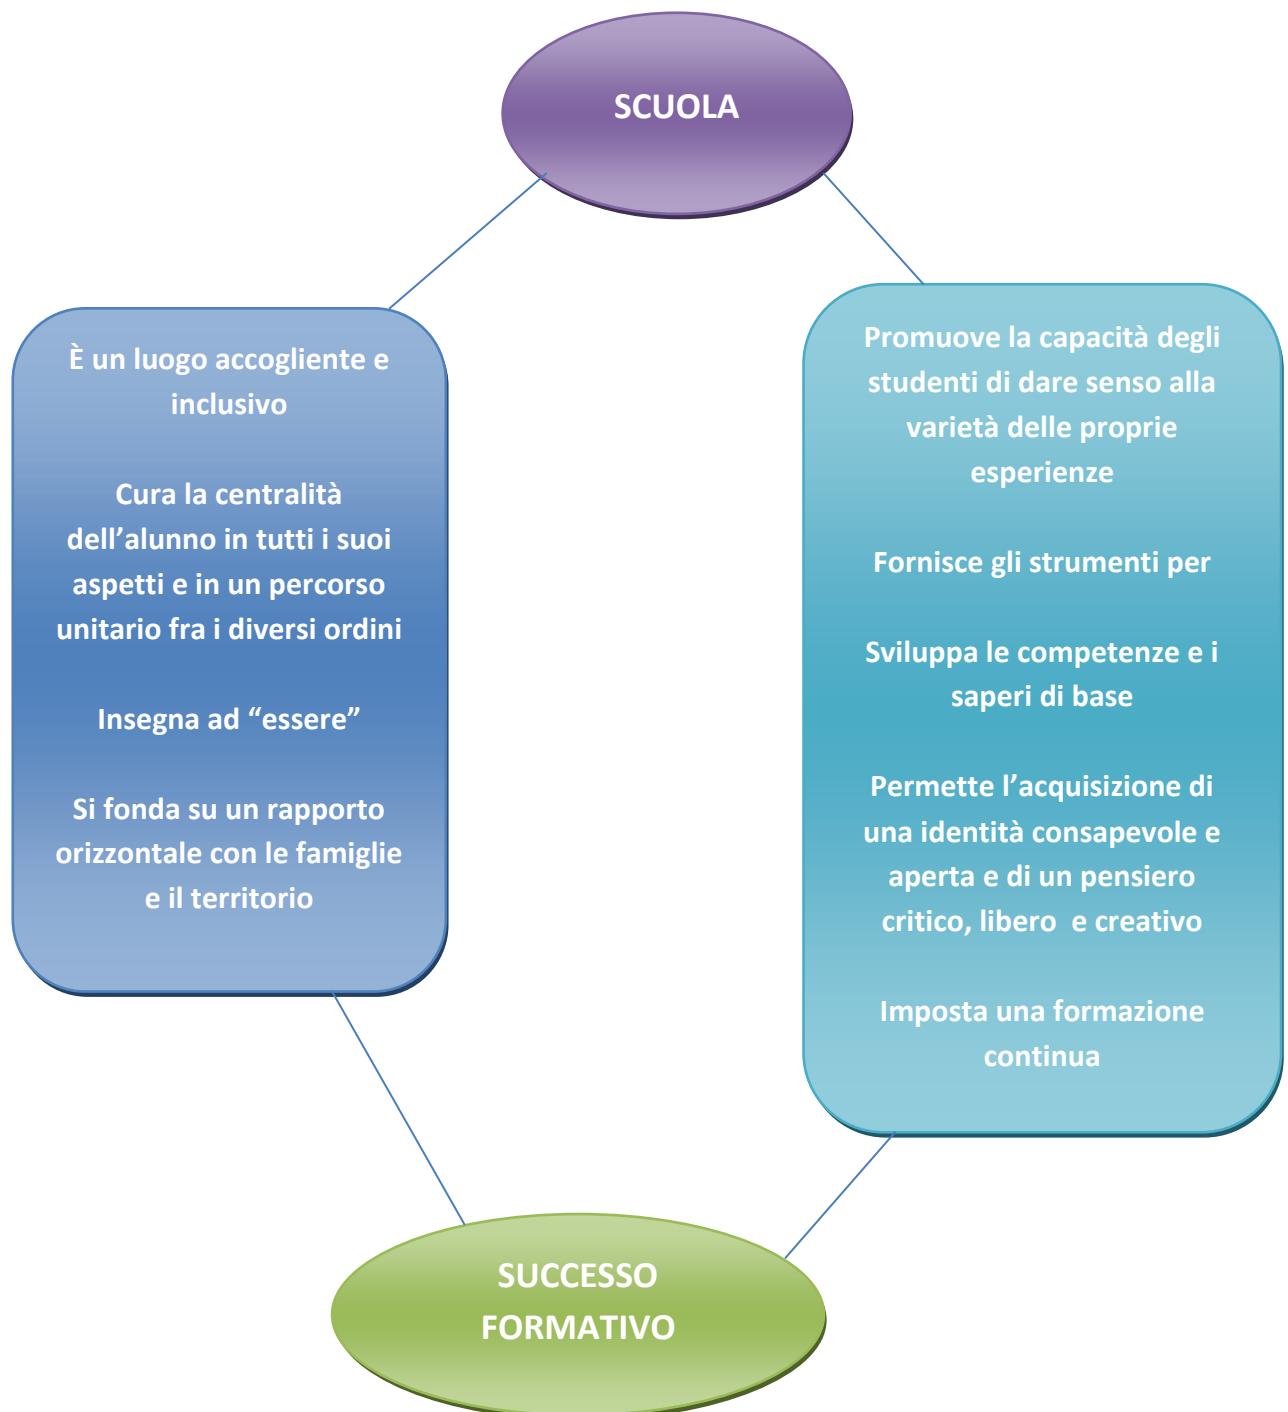 SCUOLA
È un luogo accogliente e
inclusivo
Cura la centralità
dell’alunno in tutti i suoi
aspetti e in un percorso
unitario fra i diversi ordini
Insegna ad “essere”
Si fonda su un rapporto
orizzontale con le famiglie
e il territorio
Promuove la capacità degli
studenti di dare senso alla
varietà delle proprie
esperienze
Fornisce gli strumenti per
Sviluppa le competenze e i
saperi di base
Permette l’acquisizione di
una identità consapevole e
aperta e di un pensiero
critico, libero  e creativo
Imposta una formazione
continua
SUCCESSO
FORMATIVO